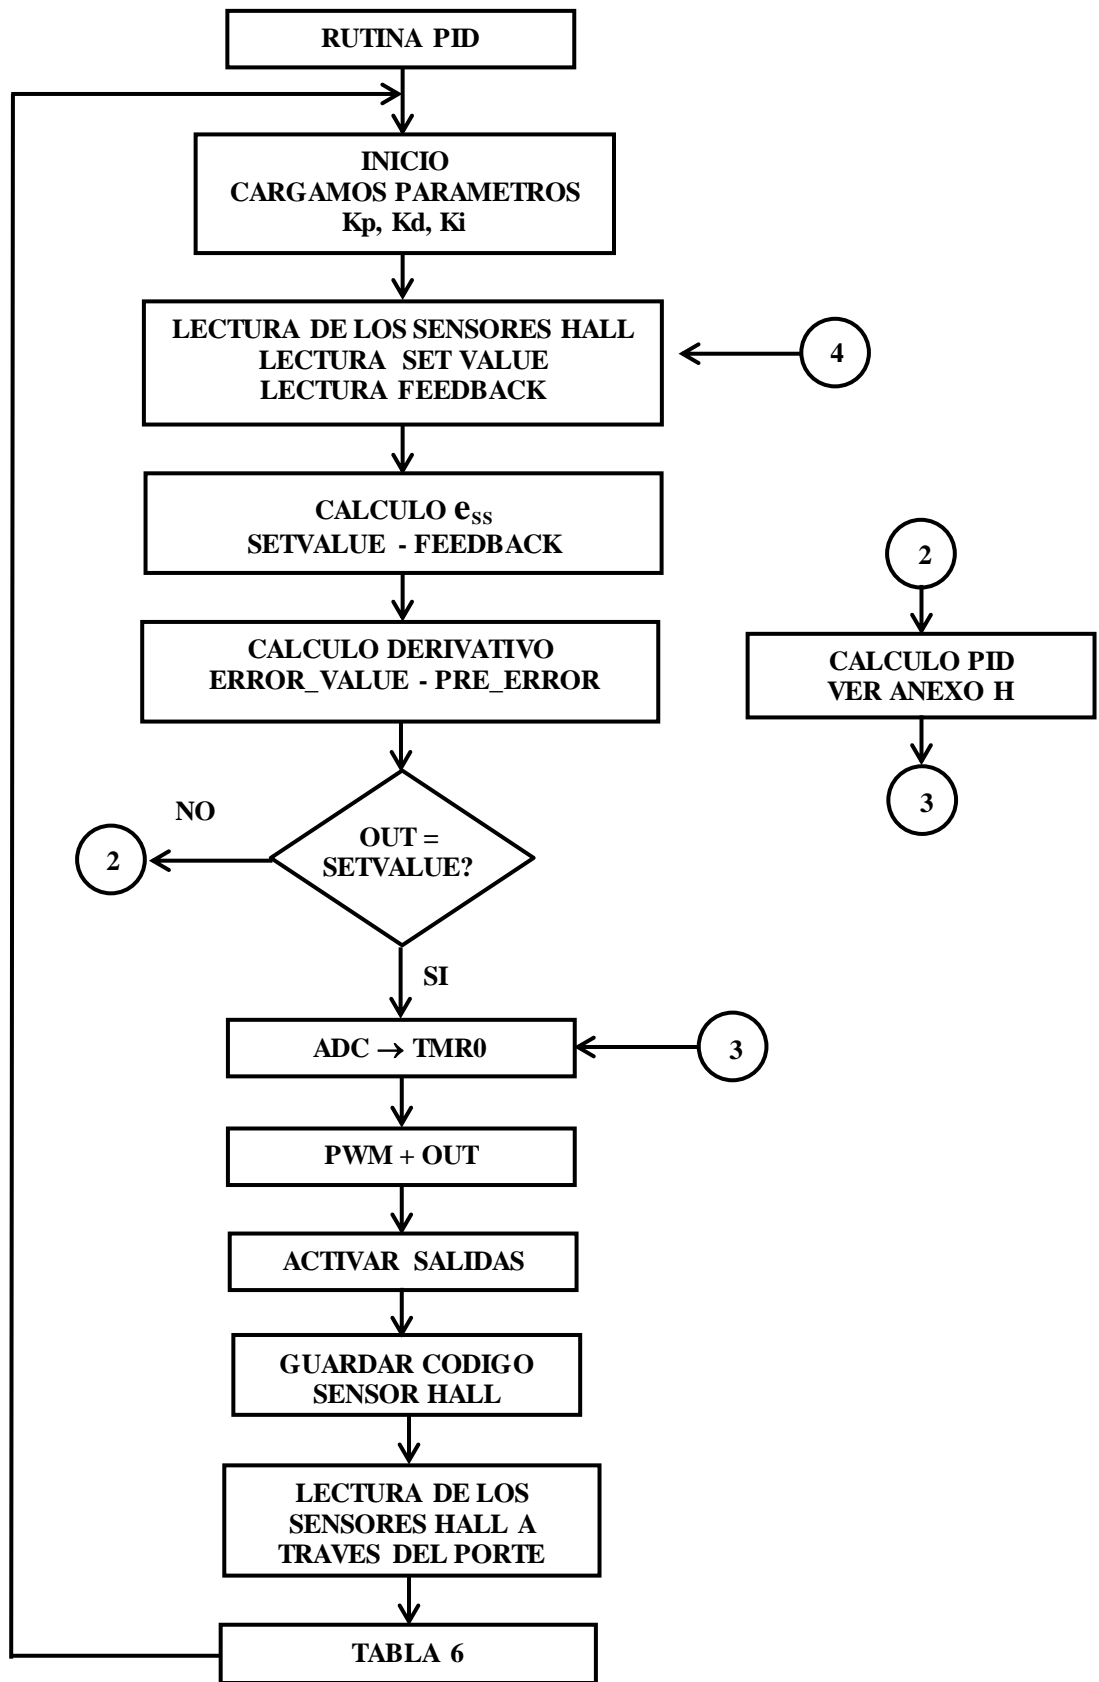 RUTINA PID
INICIO
CARGAMOS PARAMETROS
Kp, Kd, Ki
LECTURA DE LOS SENSORES HALL
LECTURA SET VALUE
LECTURA FEEDBACK
4
CALCULO ess
SETVALUE - FEEDBACK
2
CALCULO DERIVATIVO
ERROR_VALUE - PRE_ERROR
CALCULO PID
VER ANEXO H
3
NO
OUT =
SETVALUE?
2
SI
ADC → TMR0
3
PWM + OUT
ACTIVAR SALIDAS
GUARDAR CODIGO
SENSOR HALL
LECTURA DE LOS
SENSORES HALL A
TRAVES DEL PORTE
TABLA 6